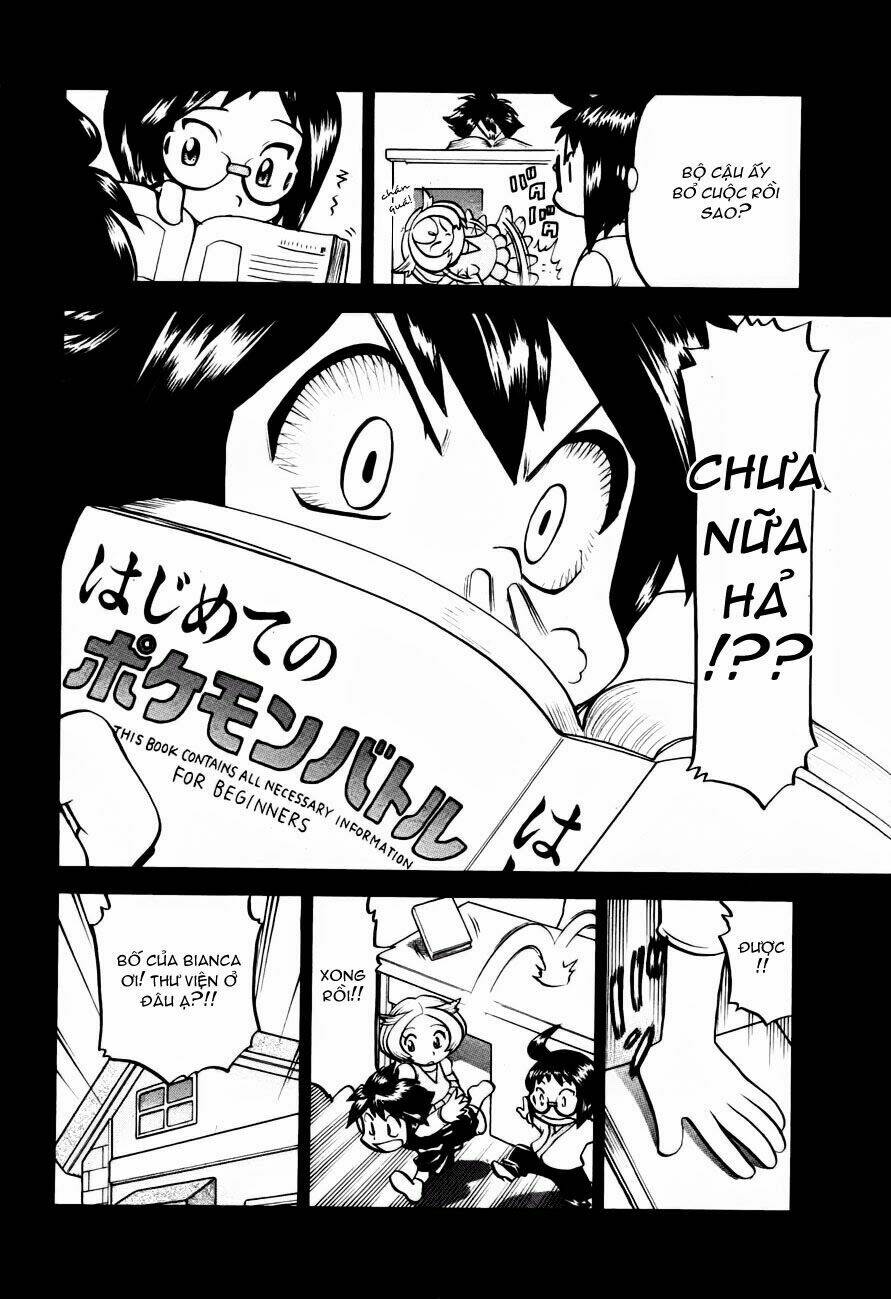 BỘ CẬU ẤY
BỎ CUỘC RỒI
SAO?
chán
quá!
CHƯA
NỮA
HẢ
!??
はじめての
ポケモンバトル
THIS BOOK CONTAINS ALL NECESSARY INFORMATION
FOR BEGINNERS
は
BỐ CỦA BIANCA
ƠI! THƯ VIỆN Ở
ĐÂU Ạ?!!
XONG
RỒI!!
ĐƯỢC
!!